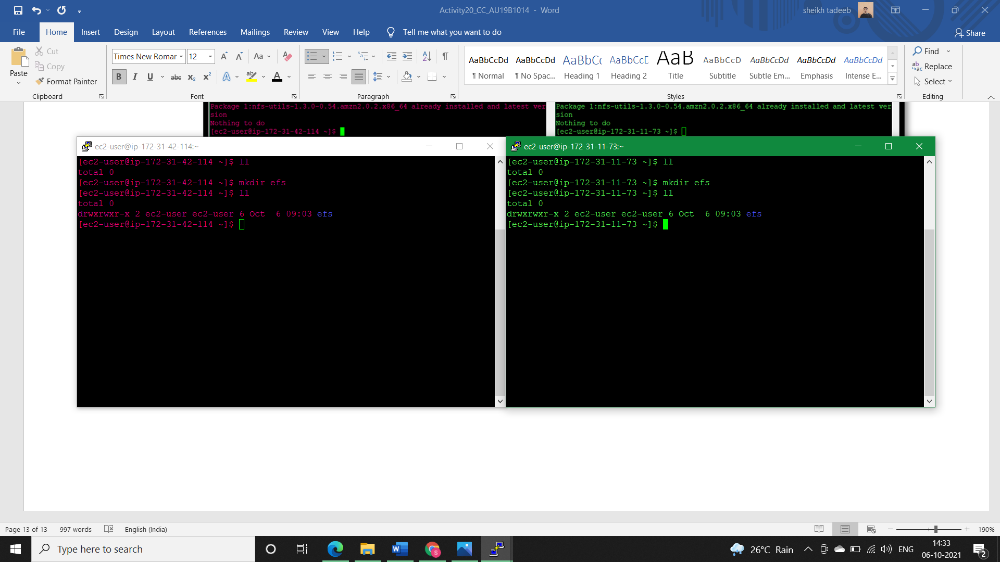 Activity20_CC_AU19B1014 - Word
sheikh tadeeb
File Home Insert Design Layout References Mailings Review View Help Tell me what you want to do
Share
Paste
Cut
Copy
Format Painter
Clipboard
Times New Roman 12
Font
Paragraph
AaBbCcDd AaBbCcDd AaBbCc AaBbCcD AaB AaBbCcD AaBbCcDd AaBbCcDd AaBbCcDd
¶ Normal ¶ No Spac... Heading 1 Heading 2 Title Subtitle Subtle Em... Emphasis Intense E...
Styles
Find
Replace
Select
Editing
Package 1:nfs-utils-1.3.0-0.54.amzn2.0.2.x86_64 already installed and latest ver
sion
Nothing to do
[ec2-user@ip-172-31-42-114 ~]$
Package 1:nfs-utils-1.3.0-0.54.amzn2.0.2.x86_64 already installed and latest ver
sion
Nothing to do
[ec2-user@ip-172-31-11-73 ~]$
ec2-user@ip-172-31-42-114:~
[ec2-user@ip-172-31-42-114 ~]$ ll
total 0
[ec2-user@ip-172-31-42-114 ~]$ mkdir efs
[ec2-user@ip-172-31-42-114 ~]$ ll
total 0
drwxrwxr-x 2 ec2-user ec2-user 6 Oct  6 09:03 efs
[ec2-user@ip-172-31-42-114 ~]$
ec2-user@ip-172-31-11-73:~
[ec2-user@ip-172-31-11-73 ~]$ ll
total 0
[ec2-user@ip-172-31-11-73 ~]$ mkdir efs
[ec2-user@ip-172-31-11-73 ~]$ ll
total 0
drwxrwxr-x 2 ec2-user ec2-user 6 Oct  6 09:03 efs
[ec2-user@ip-172-31-11-73 ~]$
Page 13 of 13 997 words English (India)
190%
Type here to search
26°C Rain
ENG
14:33
06-10-2021
2